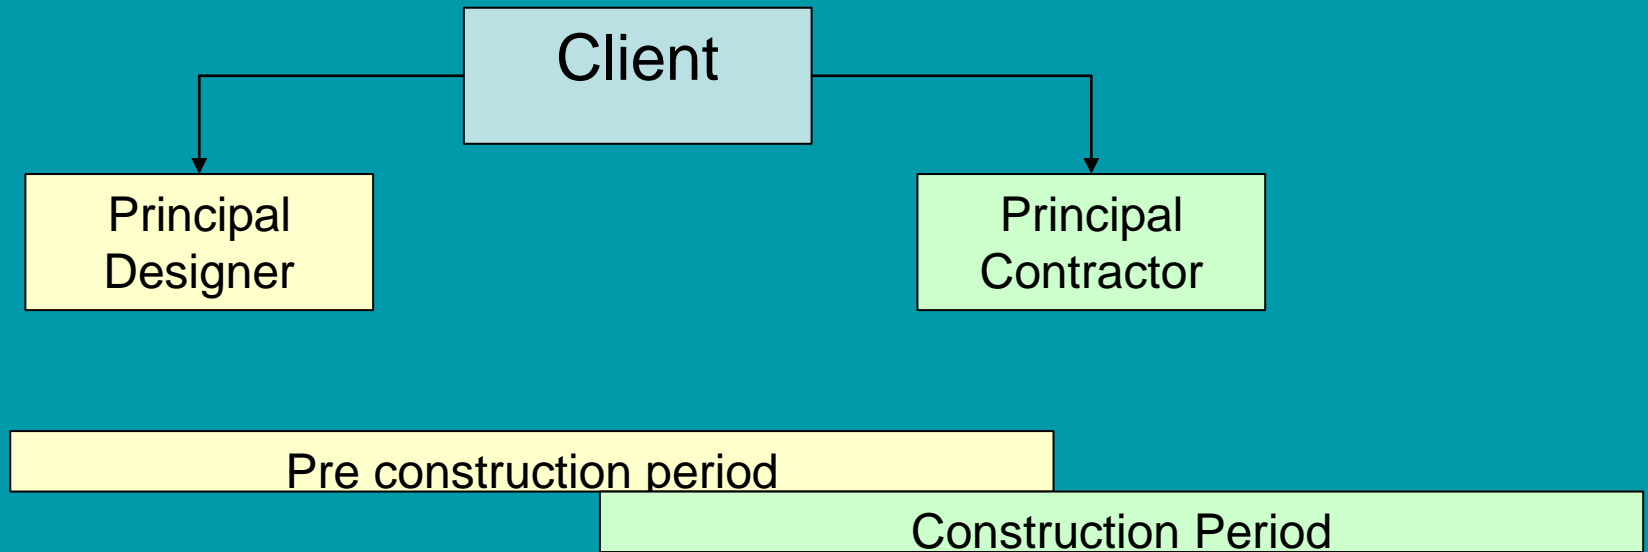 Client
Principal
Designer
Principal
Contractor
Pre construction period
Construction Period